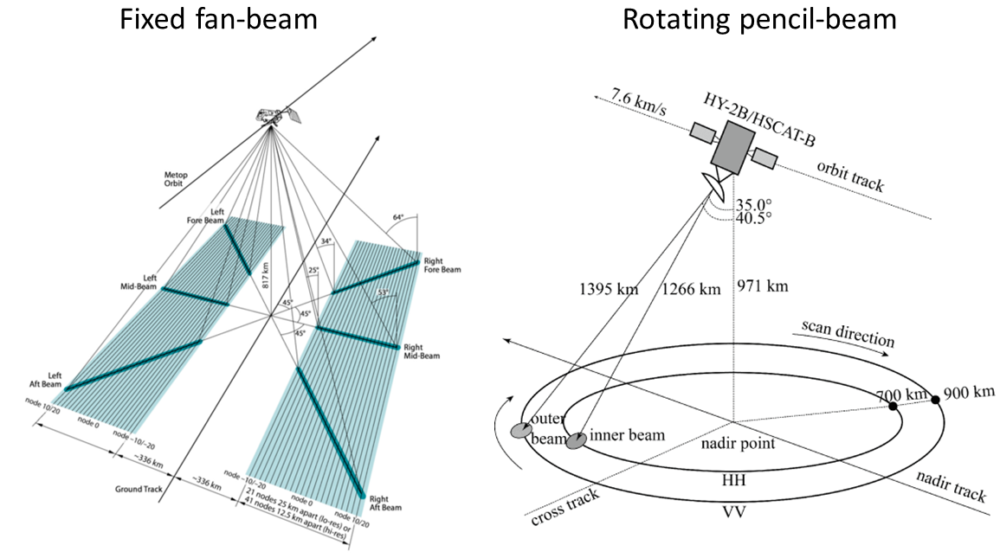 Fixed fan-beam
Rotating pencil-beam
Metop
Orbit
Left
Fore Beam
Left
Mid-Beam
Left
Aft Beam
64°
34°
25°
53°
817 km
45°
45°
45°
Right
Fore Beam
Right
Mid-Beam
Right
Aft Beam
node 10/20
node 0
node –10/–20
~336 km
~336 km
Ground Track
node –10/–20
node 0
node 10/20
21 nodes 25 km apart (lo-res) or
41 nodes 12.5 km apart (hi-res)
7.6 km/s
HY-2B/HSCAT-B
orbit track
35.0°
40.5°
1395 km
1266 km
971 km
scan direction
700 km
900 km
outer
beam
inner beam
nadir point
HH
VV
cross track
nadir track